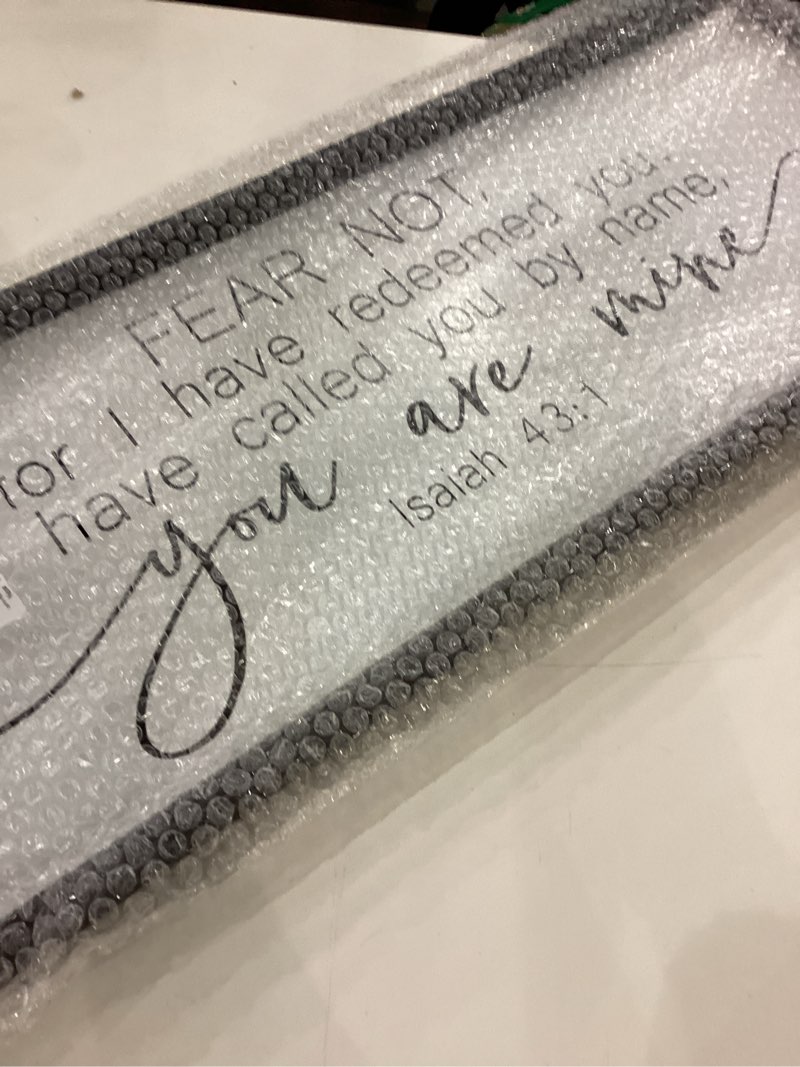 FEAR NOT,
for I have redeemed you.
have called you by name,
you are mine
Isaiah 43:1